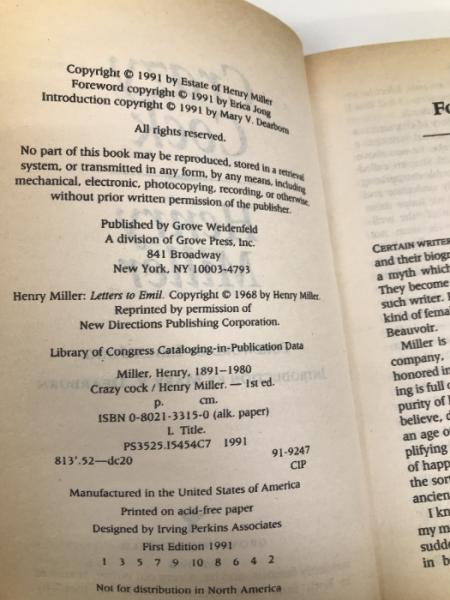 Copyright © 1991 by Estate of Henry Miller
Foreword copyright © 1991 by Erica Jong
Introduction copyright © 1991 by Mary V. Dearborn
All rights reserved.
No part of this book may be reproduced, stored in a retrieval
system, or transmitted in any form, by any means, including
mechanical, electronic, photocopying, recording, or otherwise,
without prior written permission of the publisher.
Published by Grove Weidenfeld
A division of Grove Press, Inc.
841 Broadway
New York, NY 10003-4793
Henry Miller: Letters to Emil. Copyright © 1968 by Henry Miller.
Reprinted by permission of
New Directions Publishing Corporation.
Library of Congress Cataloging-in-Publication Data
Miller, Henry, 1891–1980
Crazy cock / Henry Miller. — 1st ed.
p. cm.
ISBN 0-8021-3315-0 (alk. paper)
I. Title.
PS3525.I5454C7 1991
813'.52—dc20 91-9247
CIP
Manufactured in the United States of America
Printed on acid-free paper
Designed by Irving Perkins Associates
First Edition 1991
1 3 5 7 9 10 8 6 4 2
Not for distribution in North America
Fo
CERTAIN WRITER
and their biogr
a myth which
They become
such writer. I
kind of fema
Beauvoir.
Miller is
company,
honored in
ing is full o
purity of
believe, d
an age o
plifying
of happ
the sor
ancien
I kn
my m
sudde
in b